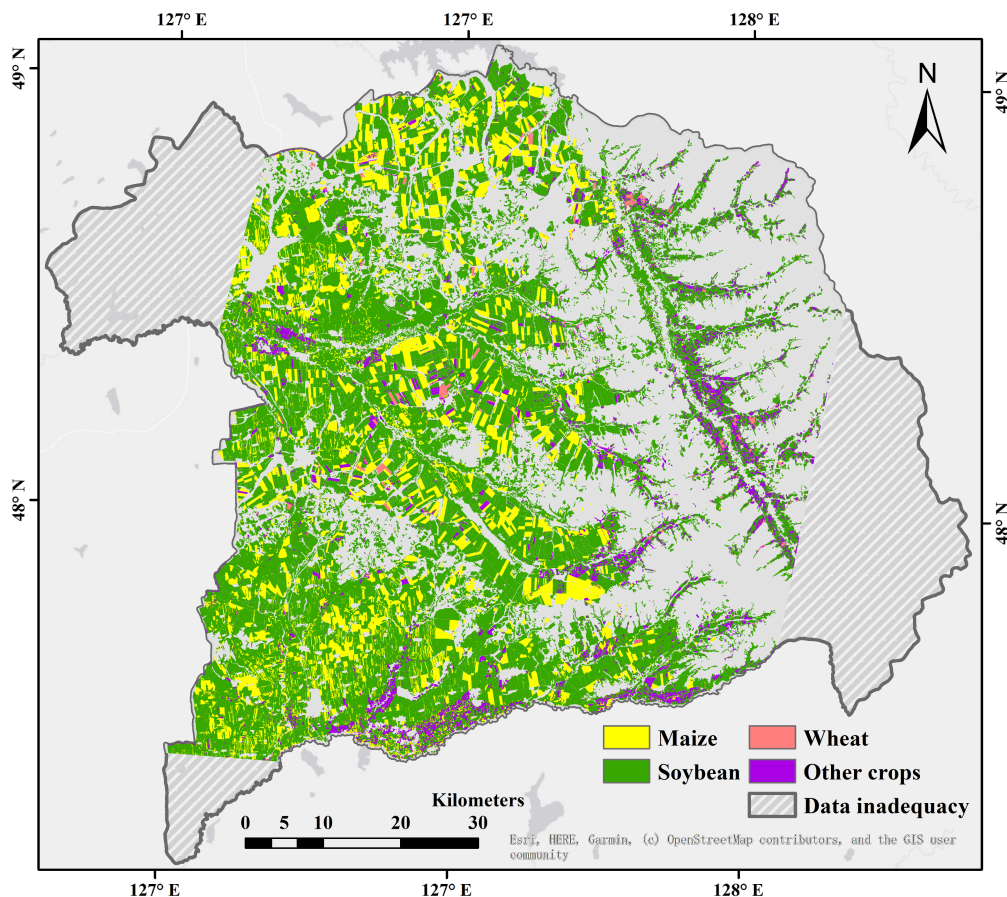 127° E 127° E 128° E
49° N
49° N
N
48° N
48° N
Maize
Wheat
Soybean
Other crops
Data inadequacy
Kilometers
0 5 10 20 30
Esri, HERE, Garmin, (c) OpenStreetMap contributors, and the GIS user
community
127° E 127° E 128° E